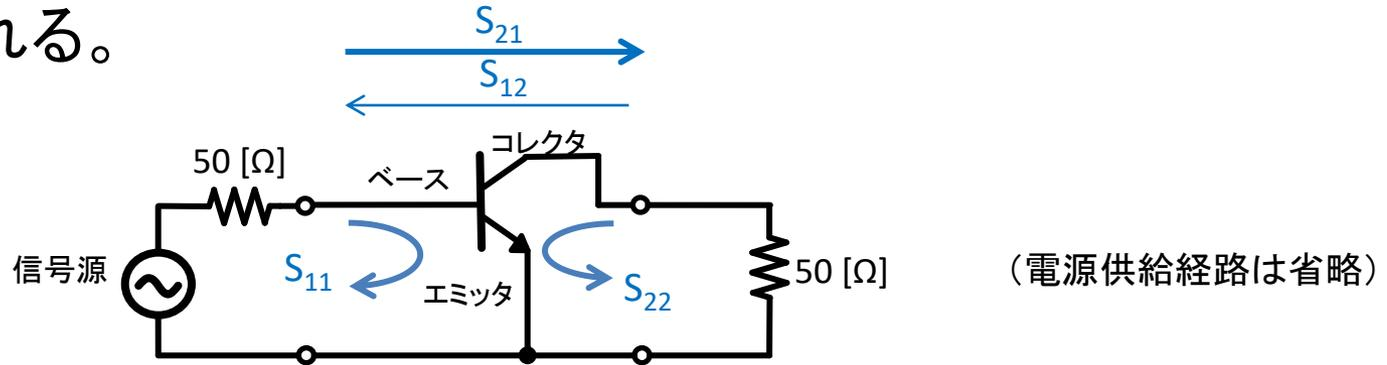 れる。
S21
S12
コレクタ
50 [Ω]
ベース
信号源
S11
エミッタ
S22
50 [Ω]
（電源供給経路は省略）